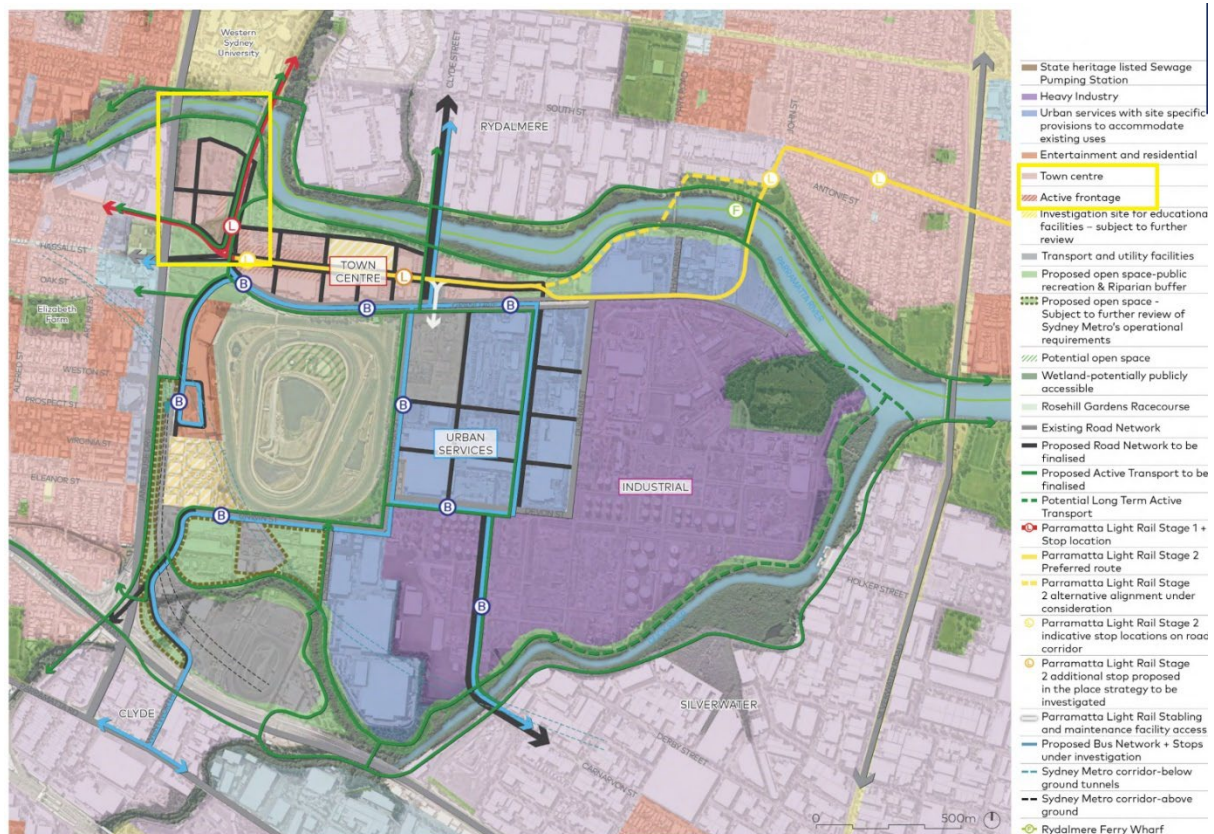 Western
Sydney
University
CLYDE STREET
SOUTH ST
JOHN ST
RYDALMERE
ANTONIE ST
L
L
F
L
HASSALL ST
OAK ST
L
TOWN
CENTRE
L
B
B
Elizabeth
Farm
ALFRED ST
WESTON ST
PROSPECT ST
B
B
VIRGINIA ST
URBAN
SERVICES
ELEANOR ST
INDUSTRIAL
B
B
HOLKER STREET
B
CLYDE
SILVERWATER
DERBY STREET
CARNARVON ST
0 500m
State heritage listed Sewage
Pumping Station
Heavy Industry
Urban services with site specific
provisions to accommodate
existing uses
Entertainment and residential
Town centre
Active frontage
Investigation site for educationa
facilities – subject to further
review
Transport and utility facilities
Proposed open space-public
recreation & Riparian buffer
Proposed open space -
Subject to further review of
Sydney Metro's operational
requirements
Potential open space
Wetland-potentially publicly
accessible
Rosehill Gardens Racecourse
Existing Road Network
Proposed Road Network to be
finalised
Proposed Active Transport to be
finalised
Potential Long Term Active
Transport
L Parramatta Light Rail Stage 1 +
Stop location
Parramatta Light Rail Stage 2
Preferred route
Parramatta Light Rail Stage
2 alternative alignment under
consideration
L Parramatta Light Rail Stage 2
indicative stop locations on road
corridor
L Parramatta Light Rail Stage
2 additional stop proposed
in the place strategy to be
investigated
Parramatta Light Rail Stabling
and maintenance facility access
Proposed Bus Network + Stops
under investigation
Sydney Metro corridor-below
ground tunnels
Sydney Metro corridor-above
ground
F Rydalmere Ferry Wharf